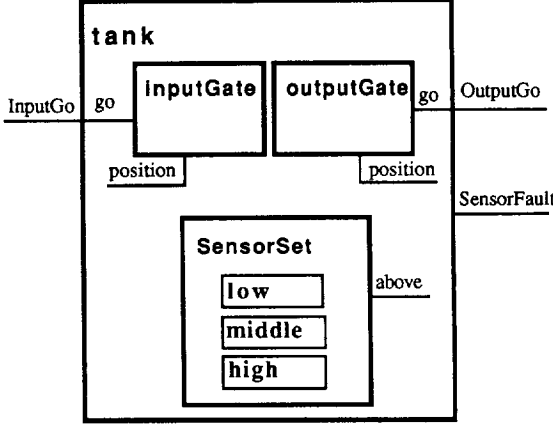 tank
inputGate outputGate
InputGo go go OutputGo
position position
SensorFault
SensorSet
above
low
middle
high